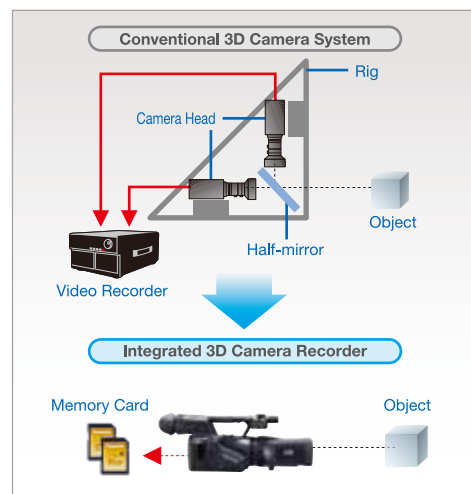 Conventional 3D Camera System
Rig
Camera Head
Object
Half-mirror
Video Recorder
Integrated 3D Camera Recorder
Memory Card
Object